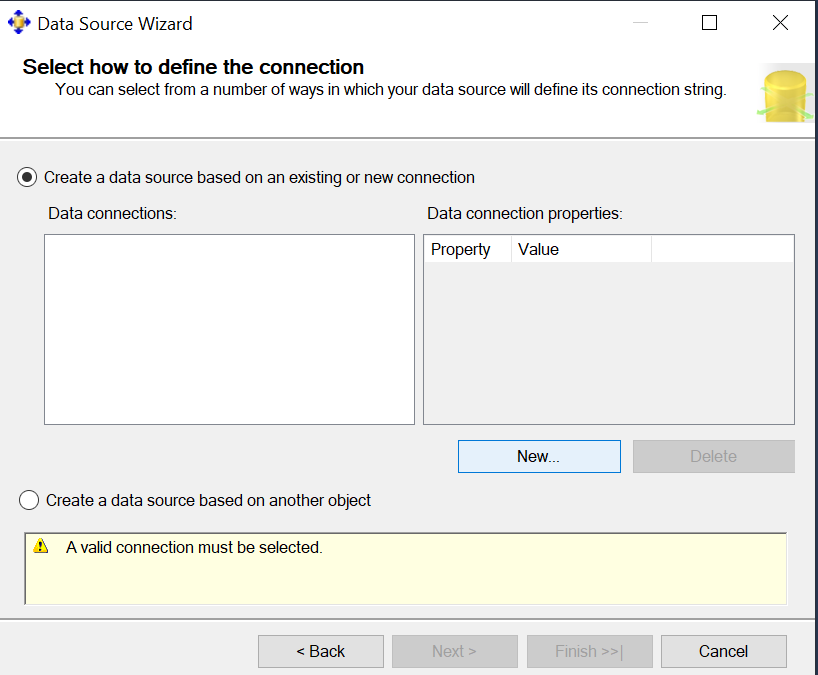 Data Source Wizard
Select how to define the connection
You can select from a number of ways in which your data source will define its connection string.
Create a data source based on an existing or new connection
Data connections:
Data connection properties:
Property Value
New...
Delete
Create a data source based on another object
A valid connection must be selected.
< Back
Next >
Finish >>|
Cancel